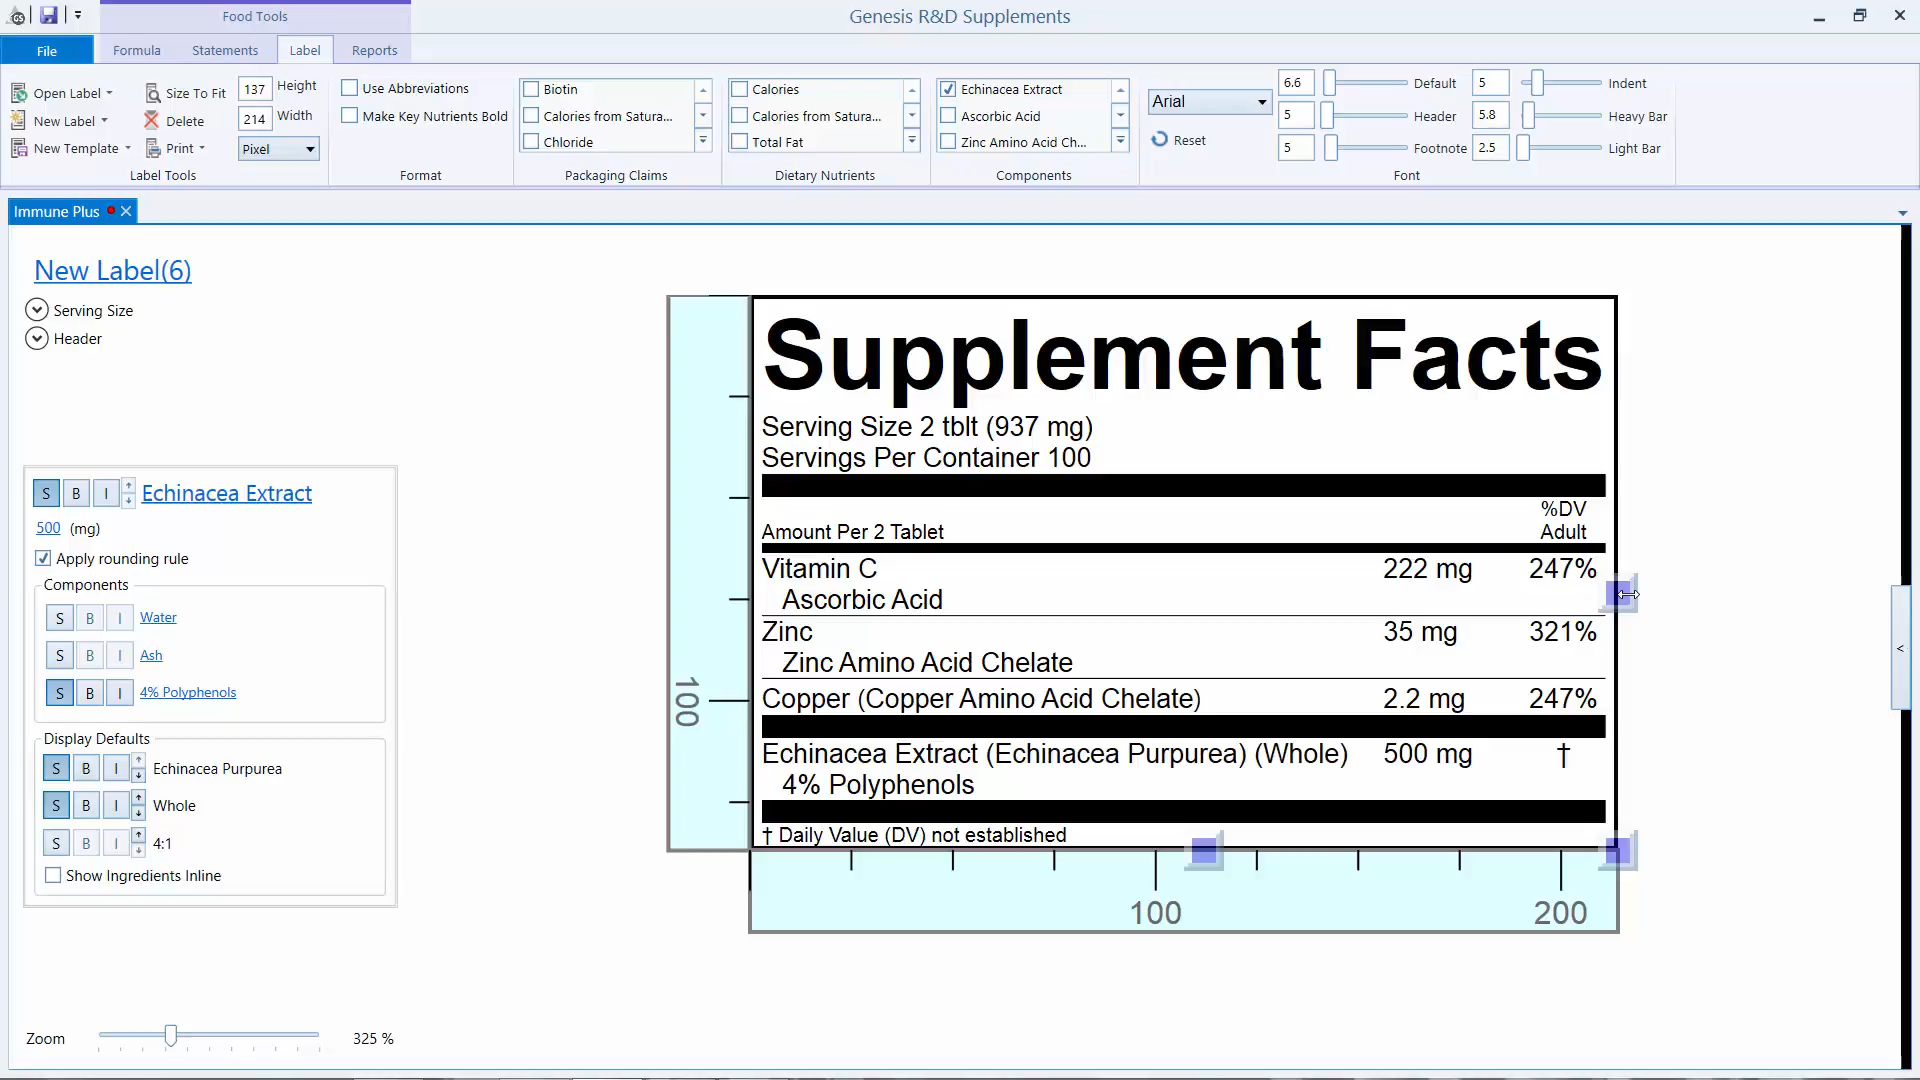 GS
Food Tools
Genesis R&D Supplements
File
Formula
Statements
Label
Reports
Open Label
New Label
New Template
Size To Fit
Delete
Print
137
Height
214
Width
Pixel
Label Tools
Use Abbreviations
Make Key Nutrients Bold
Format
Biotin
Calories from Satura...
Chloride
Packaging Claims
Calories
Calories from Satura...
Total Fat
Dietary Nutrients
Echinacea Extract
Ascorbic Acid
Zinc Amino Acid Ch...
Components
Arial
Reset
6.6
Default
5
Indent
5
Header
5.8
Heavy Bar
5
Footnote
2.5
Light Bar
Font
Immune Plus
New Label(6)
Serving Size
Header
S B I Echinacea Extract
500 (mg)
Apply rounding rule
Components
S B I Water
S B I Ash
S B I 4% Polyphenols
Display Defaults
S B I Echinacea Purpurea
S B I Whole
S B I 4:1
Show Ingredients Inline
Zoom
325 %
Supplement Facts
Serving Size 2 tblt (937 mg)
Servings Per Container 100
%DV
Amount Per 2 Tablet Adult
Vitamin C 222 mg 247%
Ascorbic Acid
Zinc 35 mg 321%
Zinc Amino Acid Chelate
Copper (Copper Amino Acid Chelate) 2.2 mg 247%
Echinacea Extract (Echinacea Purpurea) (Whole) 500 mg †
4% Polyphenols
† Daily Value (DV) not established
100
100
200
<